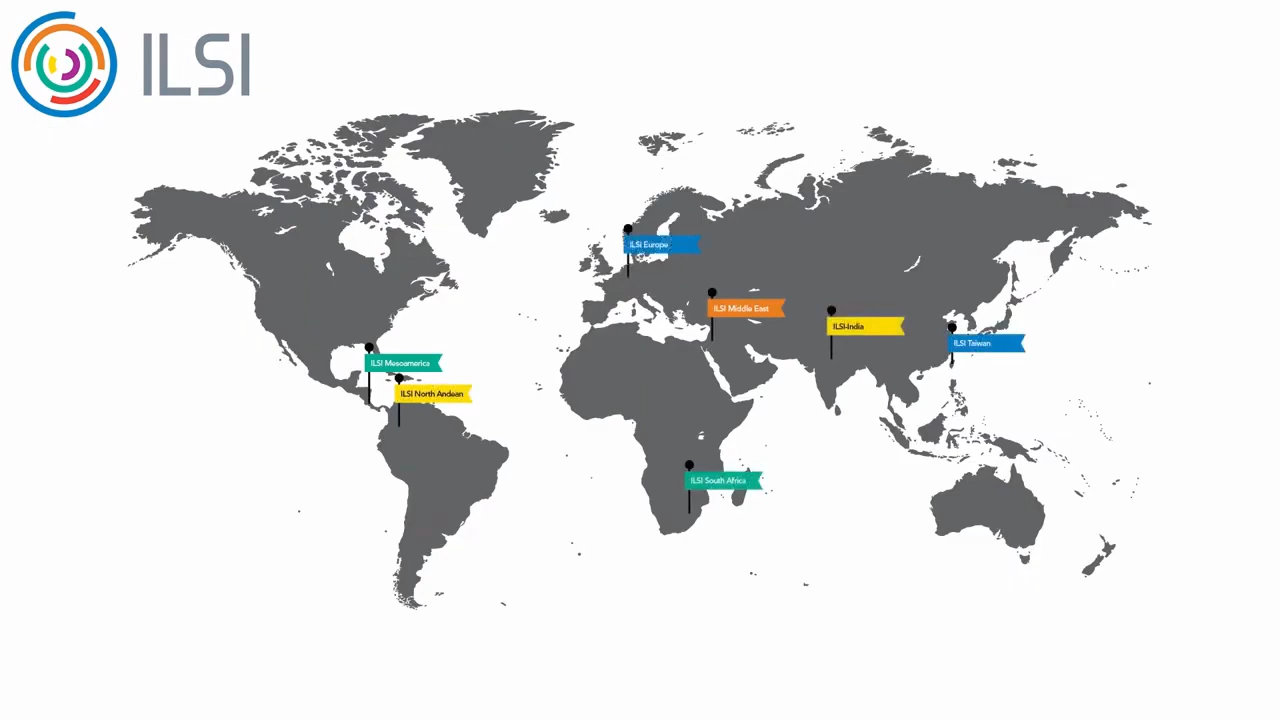 ILSI
ILSI Europe
ILSI Middle East
ILSI-India
ILSI Taiwan
ILSI Mesoamerica
ILSI North Andean
ILSI South Africa